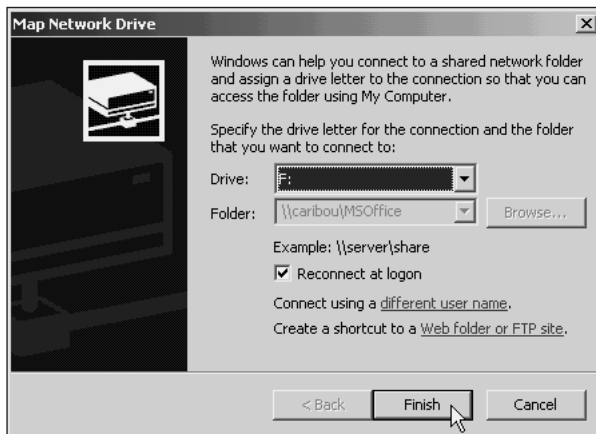 Map Network Drive
Windows can help you connect to a shared network folder
and assign a drive letter to the connection so that you can
access the folder using My Computer.
Specify the drive letter for the connection and the folder
that you want to connect to:
Drive: F:
Folder: \\caribou\MSOffice Browse...
Example: \\server\share
Reconnect at logon
Connect using a different user name.
Create a shortcut to a Web folder or FTP site.
< Back Finish Cancel